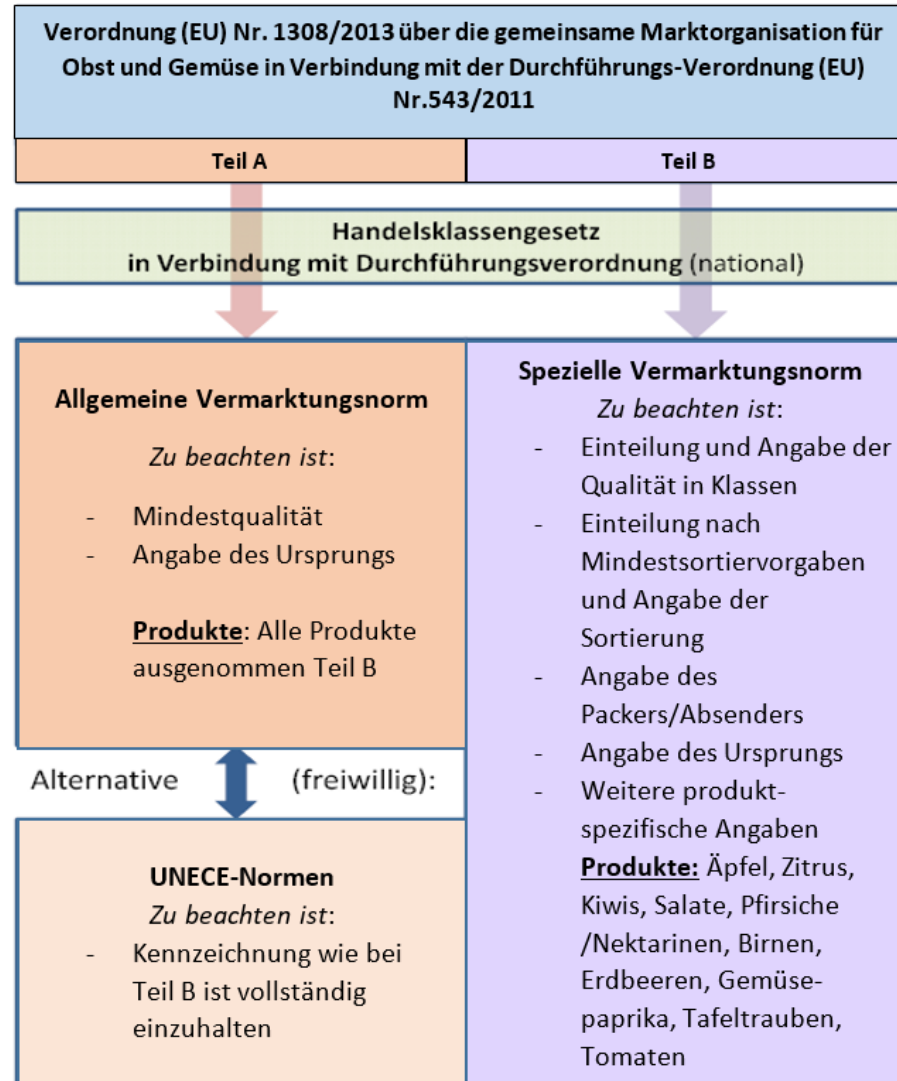 Verordnung (EU) Nr. 1308/2013 über die gemeinsame Marktorganisation für
Obst und Gemüse in Verbindung mit der Durchführungs-Verordnung (EU)
Nr.543/2011
Teil A
Teil B
Handelsklassengesetz
in Verbindung mit Durchführungsverordnung (national)
Allgemeine Vermarktungsnorm
Zu beachten ist:
- Mindestqualität
- Angabe des Ursprungs
Produkte: Alle Produkte
ausgenommen Teil B
Alternative (freiwillig):
UNECE-Normen
Zu beachten ist:
- Kennzeichnung wie bei
Teil B ist vollständig
einzuhalten
Spezielle Vermarktungsnorm
Zu beachten ist:
- Einteilung und Angabe der
Qualität in Klassen
- Einteilung nach
Mindestsortiervorgaben
und Angabe der
Sortierung
- Angabe des
Packers/Absenders
- Angabe des Ursprungs
- Weitere produkt-
spezifische Angaben
Produkte: Äpfel, Zitrus,
Kiwis, Salate, Pfirsiche
/Nektarinen, Birnen,
Erdbeeren, Gemüse-
paprika, Tafeltrauben,
Tomaten